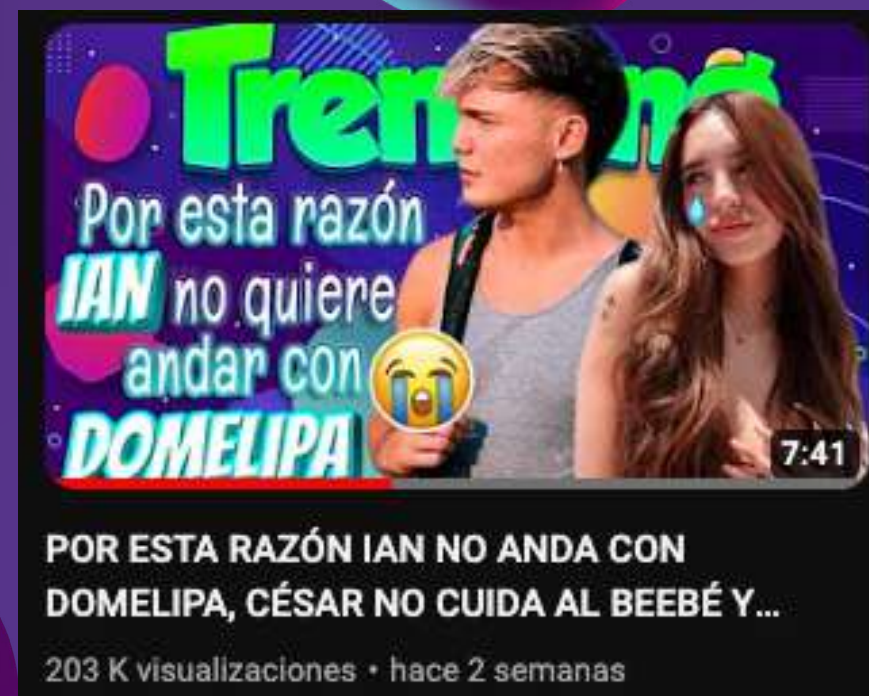 Trending
Por esta razón
IAN no quiere
andar con
DOMELIPA
7:41
POR ESTA RAZÓN IAN NO ANDA CON
DOMELIPA, CÉSAR NO CUIDA AL BEEBÉ Y...
203 K visualizaciones • hace 2 semanas